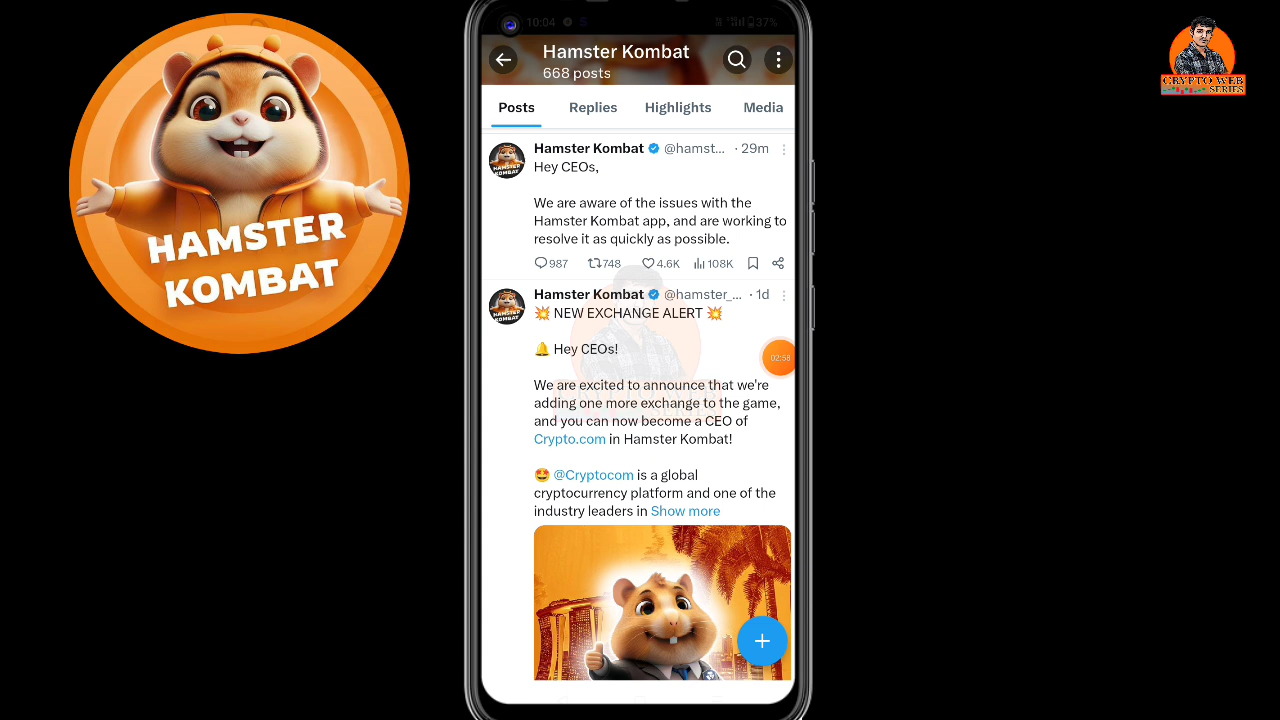 HAMSTER
KOMBAT
CRYPTO WEB
SERIES
10:04
37%
Hamster Kombat
668 posts
Posts Replies Highlights Media
Hamster Kombat @hamst... · 29m
Hey CEOs,
We are aware of the issues with the
Hamster Kombat app, and are working to
resolve it as quickly as possible.
987 748 4.6K 108K
Hamster Kombat @hamster_... · 1d
💥 NEW EXCHANGE ALERT 💥
🔔 Hey CEOs!
We are excited to announce that we're
adding one more exchange to the game,
and you can now become a CEO of
Crypto.com in Hamster Kombat!
🤩 @Cryptocom is a global
cryptocurrency platform and one of the
industry leaders in Show more
02:58
CRYPTO WEB
SERIES